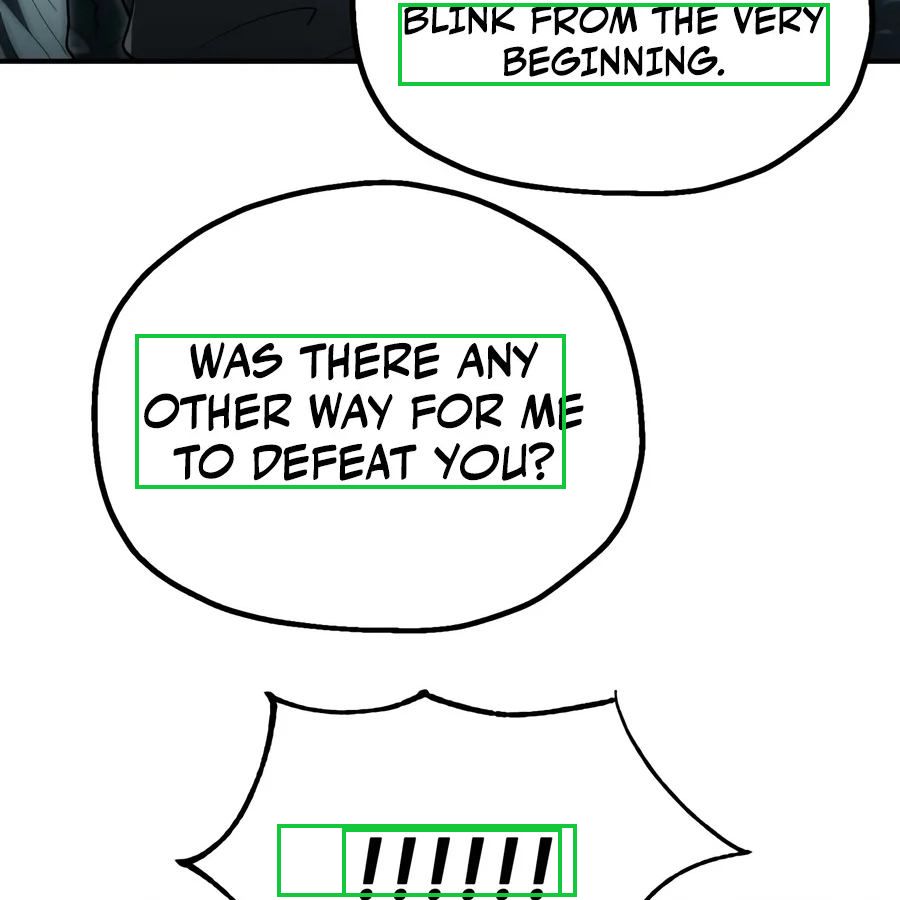 BLINK FROM THE VERY
BEGINNING.
WAS THERE ANY
OTHER WAY FOR ME
TO DEFEAT YOU?
!!!!!!